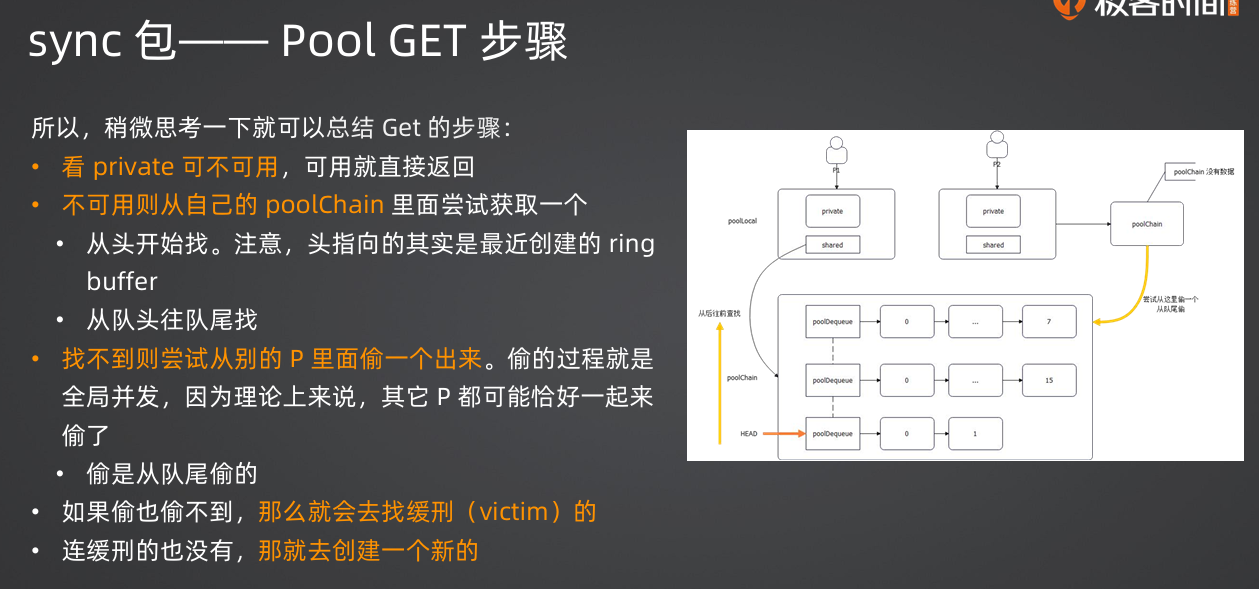 极客时间
sync 包—— Pool GET 步骤
所以，稍微思考一下就可以总结 Get 的步骤：
• 看 private 可不可用，可用就直接返回
• 不可用则从自己的 poolChain 里面尝试获取一个
• 从头开始找。注意，头指向的其实是最近创建的 ring
buffer
• 从队头往队尾找
• 找不到则尝试从别的 P 里面偷一个出来。偷的过程就是
全局并发，因为理论上来说，其它 P 都可能恰好一起来
偷了
• 偷是从队尾偷的
• 如果偷也偷不到，那么就会去找缓刑（victim）的
• 连缓刑的也没有，那就去创建一个新的
P1
P2
poolChain 没有数据
poolLocal
private
private
poolChain
shared
shared
尝试从这里偷一个
从队尾偷
从后往前查找
poolDequeue
0
...
7
poolChain
poolDequeue
0
...
15
HEAD
poolDequeue
0
1